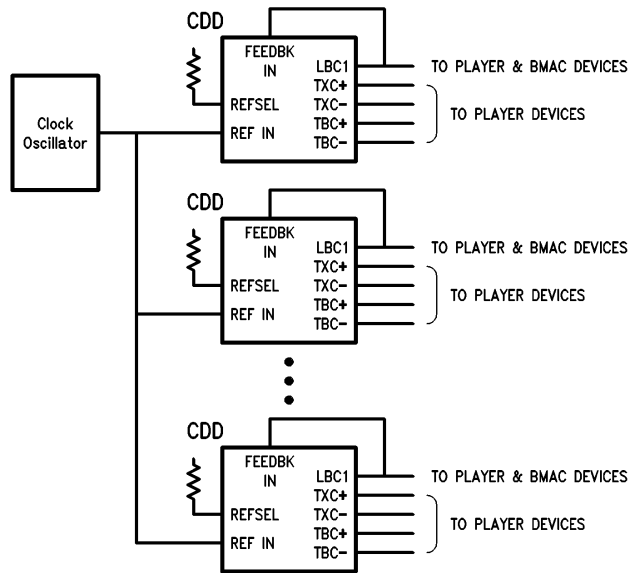 CDD
FEEDBK
IN
LBC1
TXC+
TXC−
TBC+
TBC−
REFSEL
REF IN
TO PLAYER & BMAC DEVICES
TO PLAYER DEVICES
Clock
Oscillator
CDD
FEEDBK
IN
LBC1
TXC+
TXC−
TBC+
TBC−
REFSEL
REF IN
TO PLAYER & BMAC DEVICES
TO PLAYER DEVICES
CDD
FEEDBK
IN
LBC1
TXC+
TXC−
TBC+
TBC−
REFSEL
REF IN
TO PLAYER & BMAC DEVICES
TO PLAYER DEVICES